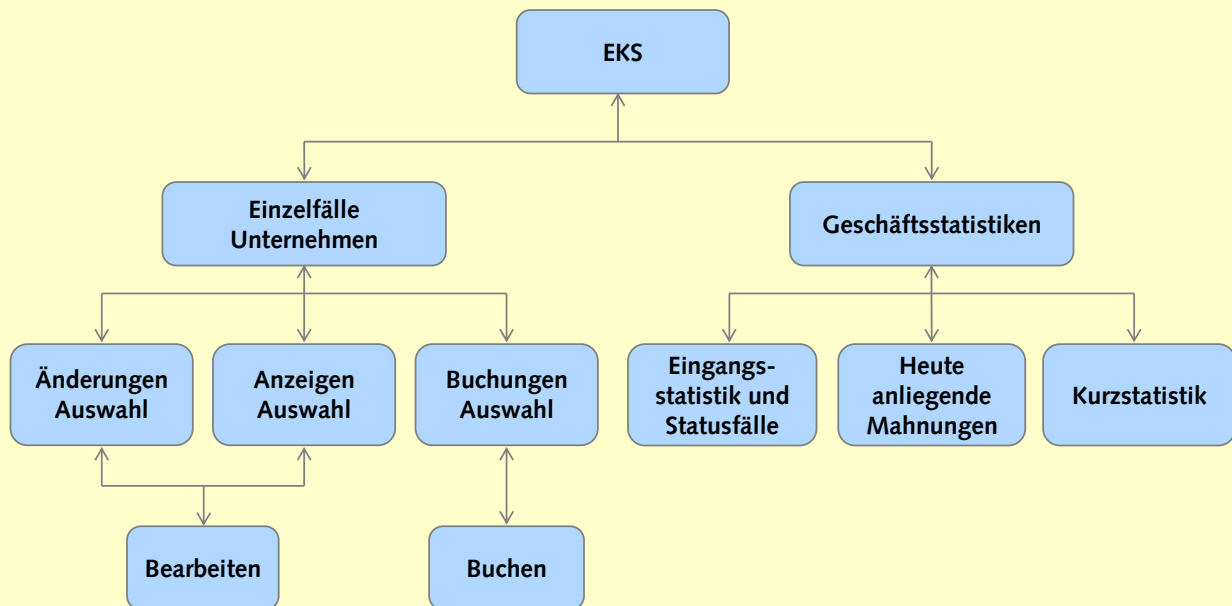 EKS
Einzelfälle
Unternehmen
Geschäftsstatistiken
Änderungen
Auswahl
Anzeigen
Auswahl
Buchungen
Auswahl
Eingangs-
statistik und
Statusfälle
Heute
anliegende
Mahnungen
Kurzstatistik
Bearbeiten
Buchen